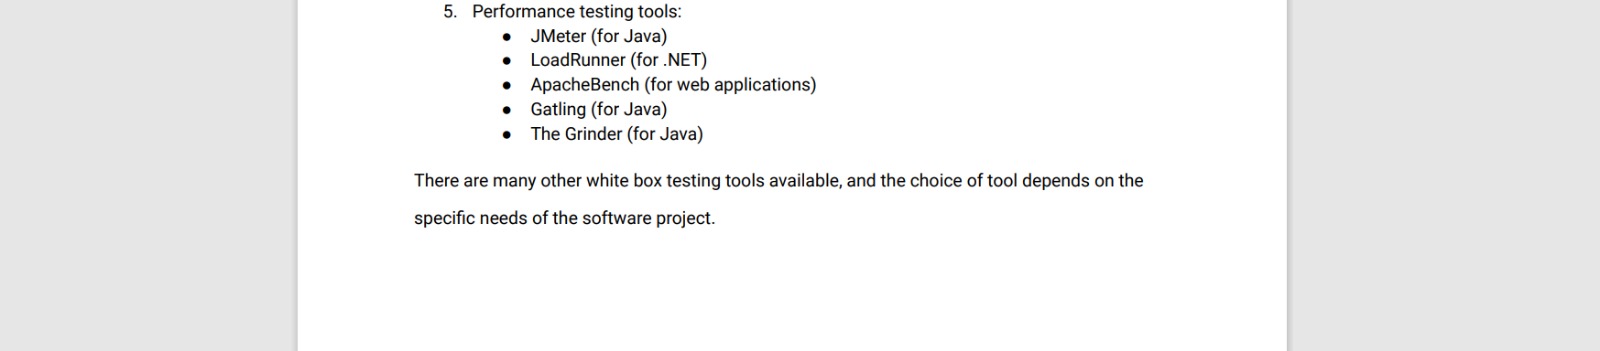 5. Performance testing tools:
● JMeter (for Java)
● LoadRunner (for .NET)
● ApacheBench (for web applications)
● Gatling (for Java)
● The Grinder (for Java)
There are many other white box testing tools available, and the choice of tool depends on the
specific needs of the software project.